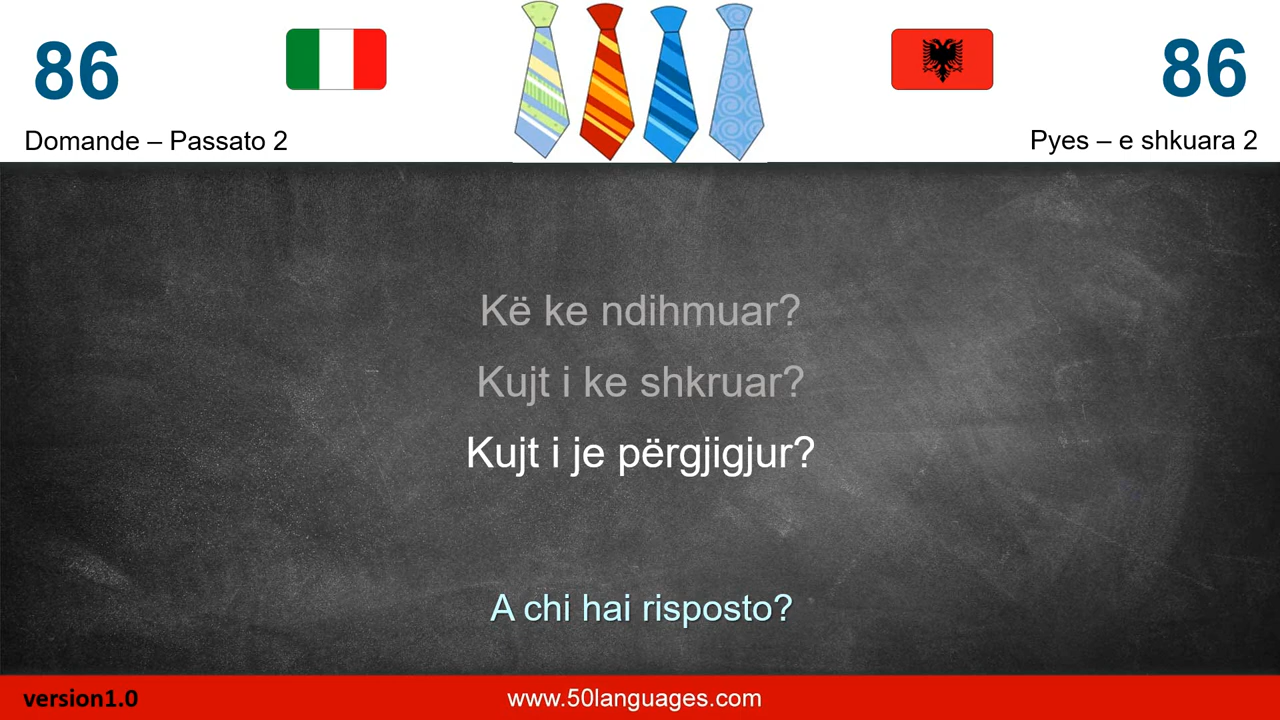 86
86
Domande – Passato 2
Pyes – e shkuara 2
Kë ke ndihmuar?
Kujt i ke shkruar?
Kujt i je përgjigjur?
A chi hai risposto?
version1.0
www.50languages.com